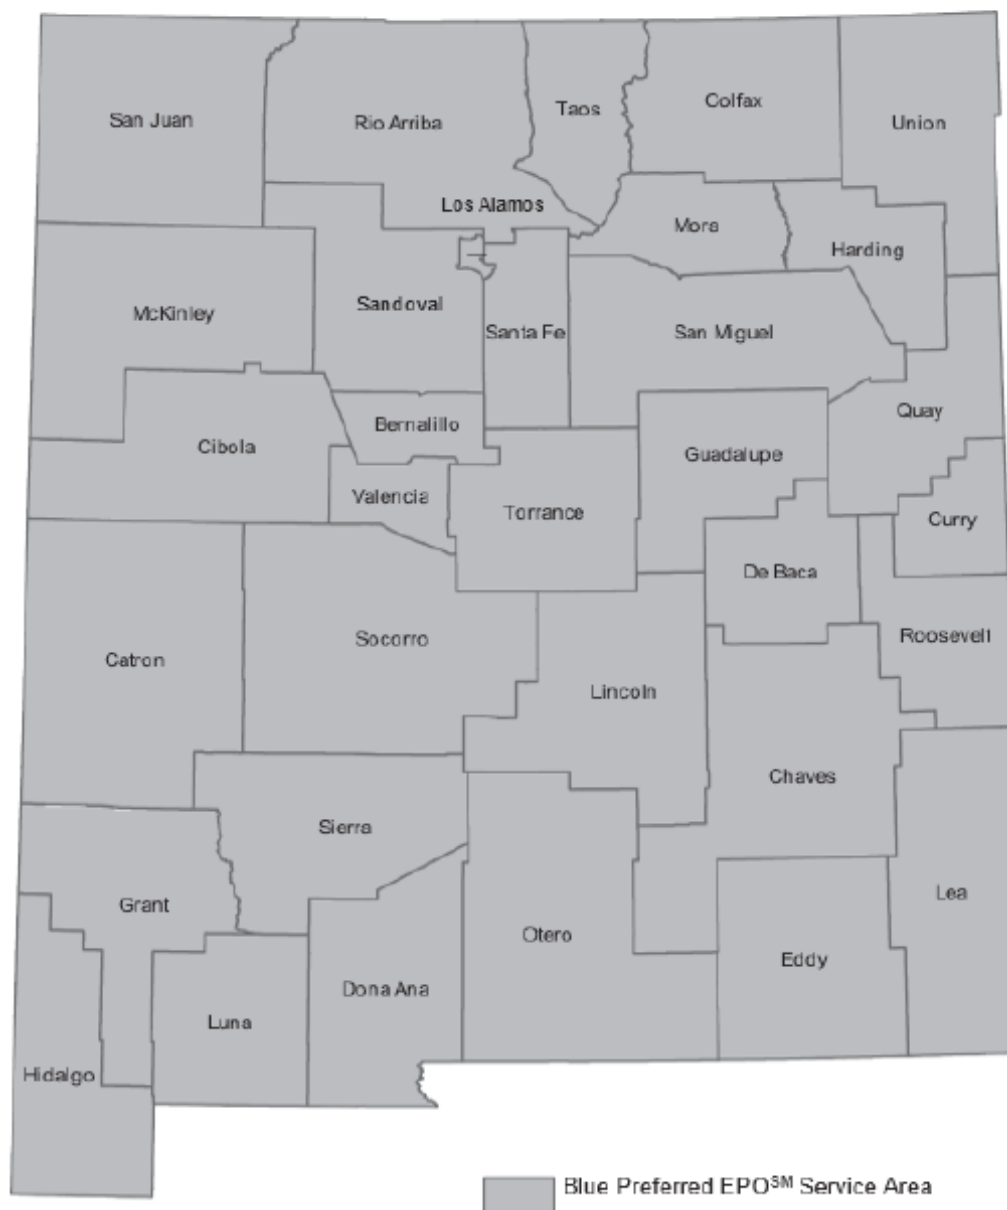 San Juan
Rio Arriba
Taos
Colfax
Union
Los Alamos
Mora
Harding
McKinley
Sandoval
Santa Fe
San Miguel
Cibola
Bernalillo
Quay
Guadalupe
Valencia
Torrance
Curry
De Baca
Catron
Socorro
Roosevelt
Lincoln
Chaves
Sierra
Grant
Otero
Lea
Eddy
Dona Ana
Luna
Hidalgo
Blue Preferred EPO℠ Service Area